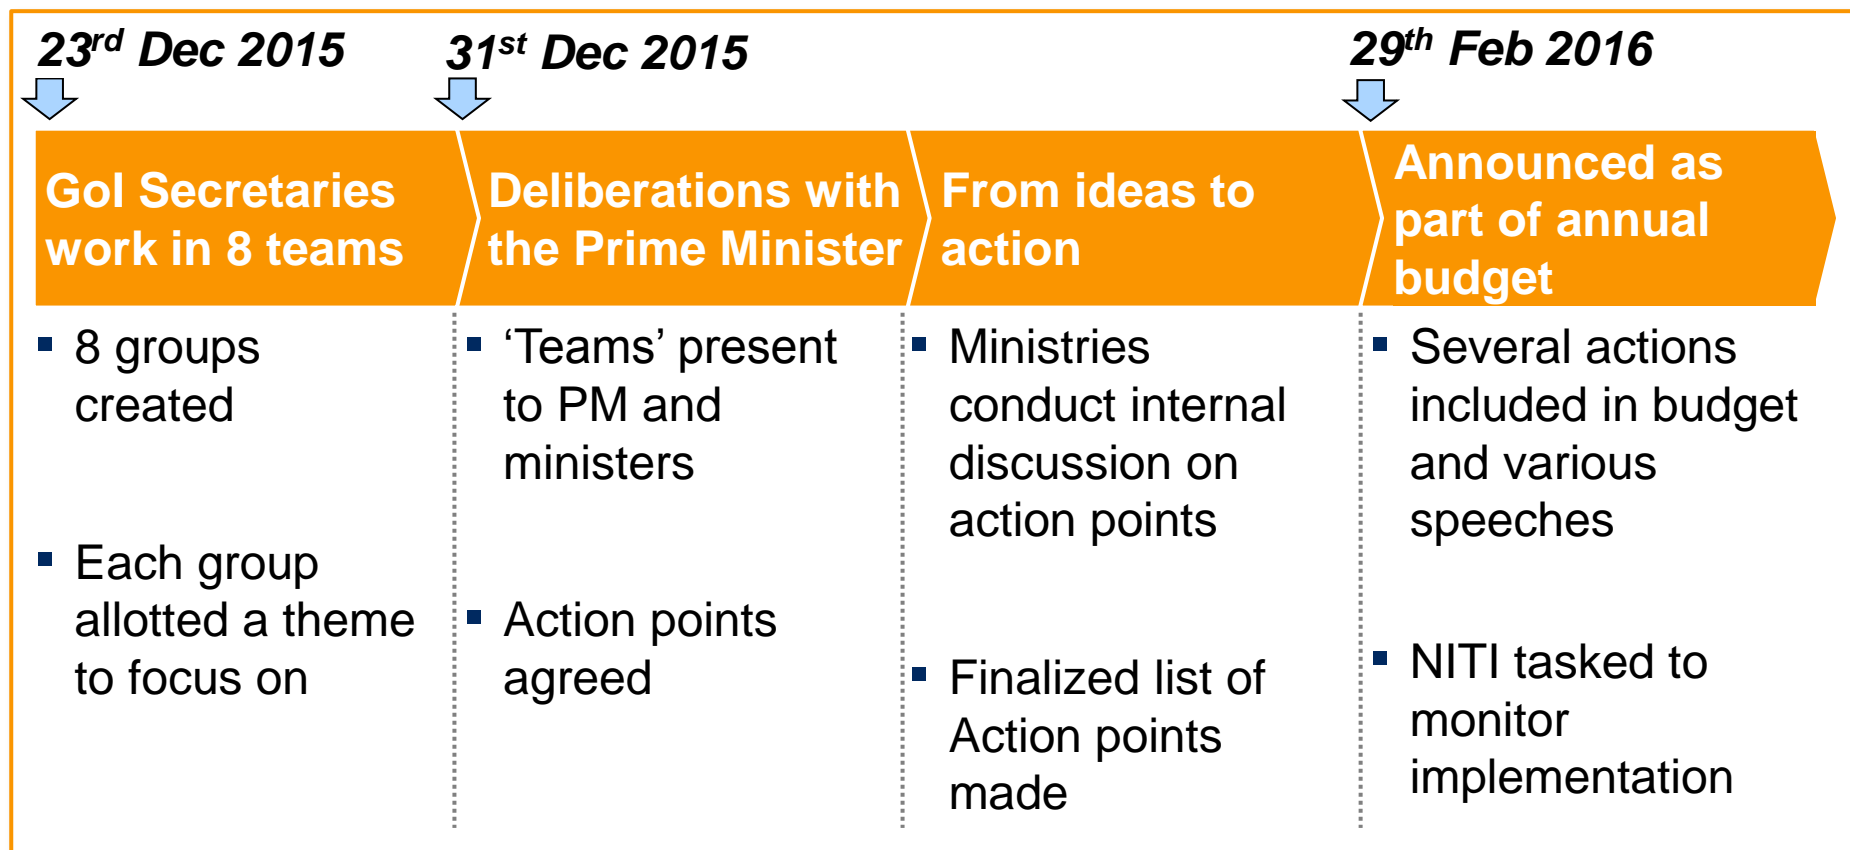 23rd Dec 2015
31st Dec 2015
29th Feb 2016
GoI Secretaries
work in 8 teams
Deliberations with
the Prime Minister
From ideas to
action
Announced as
part of annual
budget
8 groups
created
Each group
allotted a theme
to focus on
‘Teams’ present
to PM and
ministers
Action points
agreed
Ministries
conduct internal
discussion on
action points
Finalized list of
Action points
made
Several actions
included in budget
and various
speeches
NITI tasked to
monitor
implementation